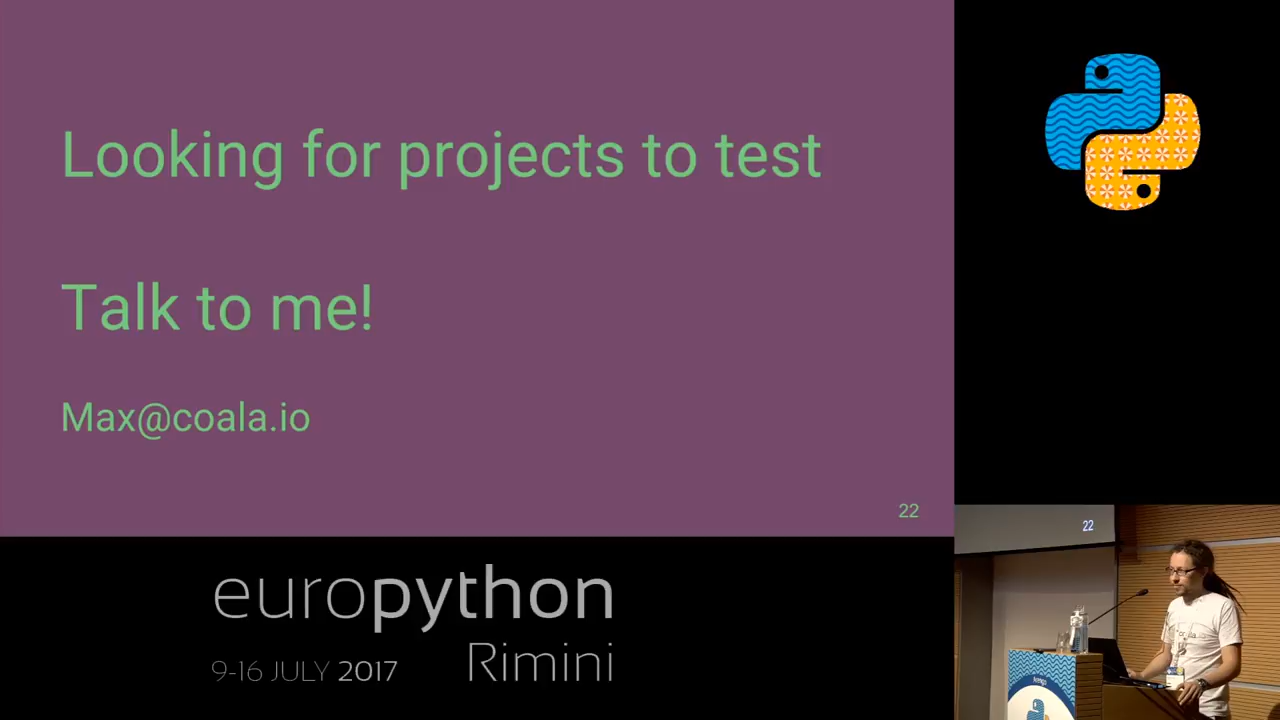 Looking for projects to test
Talk to me!
Max@coala.io
22
europython
Rimini
9-16 JULY 2017
22